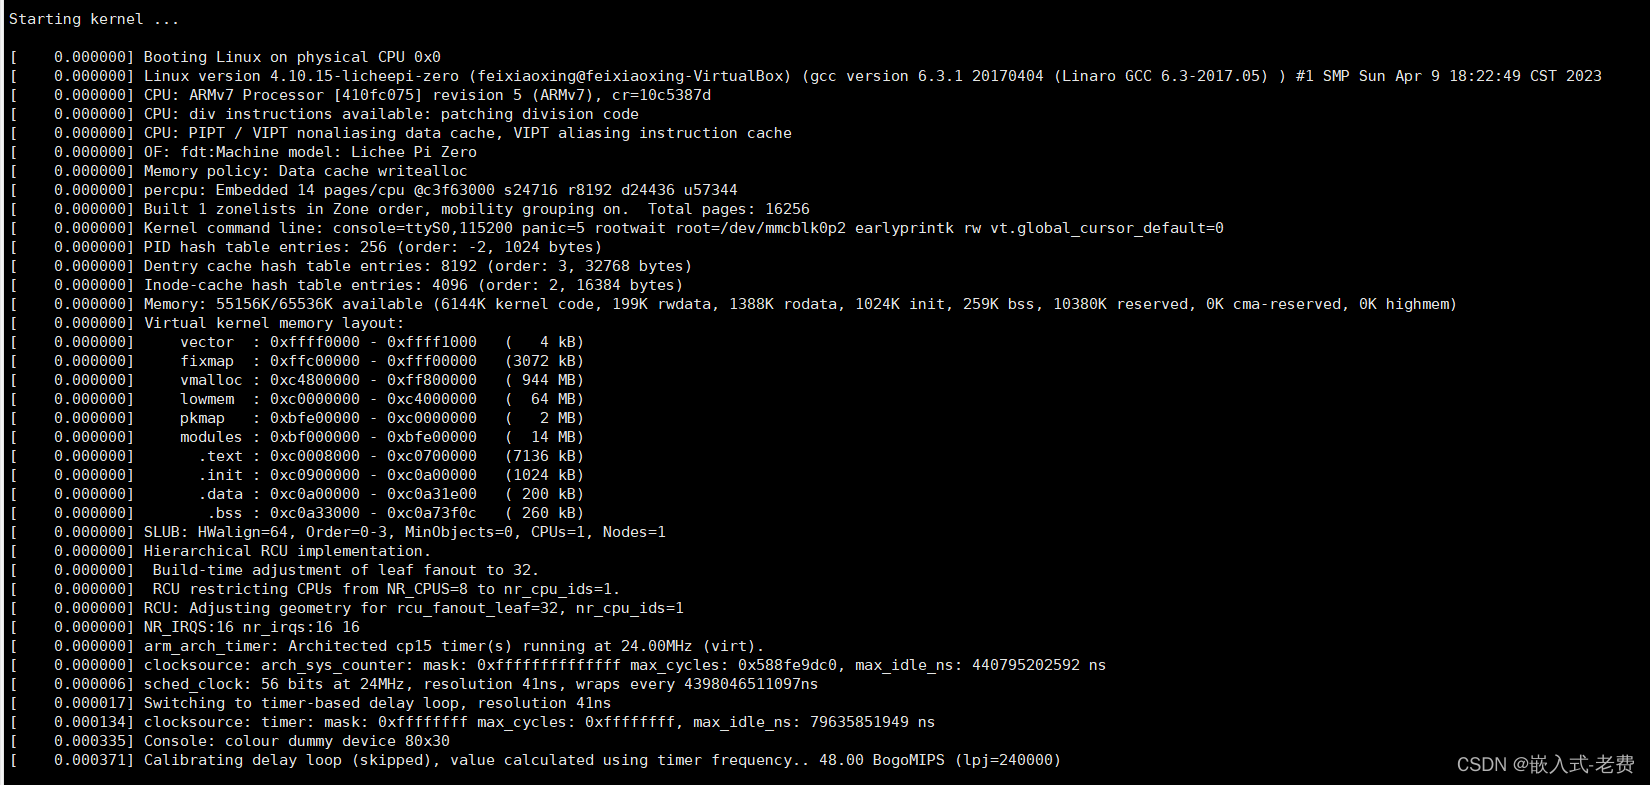 Starting kernel ...
[    0.000000] Booting Linux on physical CPU 0x0
[    0.000000] Linux version 4.10.15-licheepi-zero (feixiaoxing@feixiaoxing-VirtualBox) (gcc version 6.3.1 20170404 (Linaro GCC 6.3-2017.05) ) #1 SMP Sun Apr 9 18:22:49 CST 2023
[    0.000000] CPU: ARMv7 Processor [410fc075] revision 5 (ARMv7), cr=10c5387d
[    0.000000] CPU: div instructions available: patching division code
[    0.000000] CPU: PIPT / VIPT nonaliasing data cache, VIPT aliasing instruction cache
[    0.000000] OF: fdt:Machine model: Lichee Pi Zero
[    0.000000] Memory policy: Data cache writealloc
[    0.000000] percpu: Embedded 14 pages/cpu @c3f63000 s24716 r8192 d24436 u57344
[    0.000000] Built 1 zonelists in Zone order, mobility grouping on.  Total pages: 16256
[    0.000000] Kernel command line: console=ttyS0,115200 panic=5 rootwait root=/dev/mmcblk0p2 earlyprintk rw vt.global_cursor_default=0
[    0.000000] PID hash table entries: 256 (order: -2, 1024 bytes)
[    0.000000] Dentry cache hash table entries: 8192 (order: 3, 32768 bytes)
[    0.000000] Inode-cache hash table entries: 4096 (order: 2, 16384 bytes)
[    0.000000] Memory: 55156K/65536K available (6144K kernel code, 199K rwdata, 1388K rodata, 1024K init, 259K bss, 10380K reserved, 0K cma-reserved, 0K highmem)
[    0.000000] Virtual kernel memory layout:
[    0.000000]     vector  : 0xffff0000 - 0xffff1000   (   4 kB)
[    0.000000]     fixmap  : 0xffc00000 - 0xfff00000   (3072 kB)
[    0.000000]     vmalloc : 0xc4800000 - 0xff800000   ( 944 MB)
[    0.000000]     lowmem  : 0xc0000000 - 0xc4000000   (  64 MB)
[    0.000000]     pkmap   : 0xbfe00000 - 0xc0000000   (   2 MB)
[    0.000000]     modules : 0xbf000000 - 0xbfe00000   (  14 MB)
[    0.000000]       .text : 0xc0008000 - 0xc0700000   (7136 kB)
[    0.000000]       .init : 0xc0900000 - 0xc0a00000   (1024 kB)
[    0.000000]       .data : 0xc0a00000 - 0xc0a31e00   ( 200 kB)
[    0.000000]        .bss : 0xc0a33000 - 0xc0a73f0c   ( 260 kB)
[    0.000000] SLUB: HWalign=64, Order=0-3, MinObjects=0, CPUs=1, Nodes=1
[    0.000000] Hierarchical RCU implementation.
[    0.000000]  Build-time adjustment of leaf fanout to 32.
[    0.000000]  RCU restricting CPUs from NR_CPUS=8 to nr_cpu_ids=1.
[    0.000000] RCU: Adjusting geometry for rcu_fanout_leaf=32, nr_cpu_ids=1
[    0.000000] NR_IRQS:16 nr_irqs:16 16
[    0.000000] arm_arch_timer: Architected cp15 timer(s) running at 24.00MHz (virt).
[    0.000000] clocksource: arch_sys_counter: mask: 0xffffffffffffff max_cycles: 0x588fe9dc0, max_idle_ns: 440795202592 ns
[    0.000006] sched_clock: 56 bits at 24MHz, resolution 41ns, wraps every 4398046511097ns
[    0.000017] Switching to timer-based delay loop, resolution 41ns
[    0.000134] clocksource: timer: mask: 0xffffffff max_cycles: 0xffffffff, max_idle_ns: 79635851949 ns
[    0.000335] Console: colour dummy device 80x30
[    0.000371] Calibrating delay loop (skipped), value calculated using timer frequency.. 48.00 BogoMIPS (lpj=240000)
CSDN @嵌入式-老费